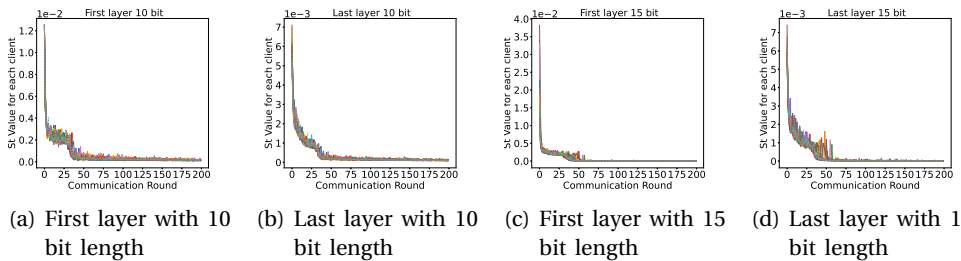 First layer 10 bit
1e−2
St Value for each client
1.2
1.0
0.8
0.6
0.4
0.2
0.0
0 25 50 75 100 125 150 175 200
Communication Round
Last layer 10 bit
1e−3
St Value for each client
7
6
5
4
3
2
1
0
0 25 50 75 100 125 150 175 200
Communication Round
First layer 15 bit
1e−2
St Value for each client
4.0
3.5
3.0
2.5
2.0
1.5
1.0
0.5
0.0
0 25 50 75 100 125 150 175 200
Communication Round
Last layer 15 bit
1e−3
St Value for each client
7
6
5
4
3
2
1
0
0 25 50 75 100 125 150 175 200
Communication Round
(a) First layer with 10
bit length
(b) Last layer with 10
bit length
(c) First layer with 15
bit length
(d) Last layer with 1
bit length